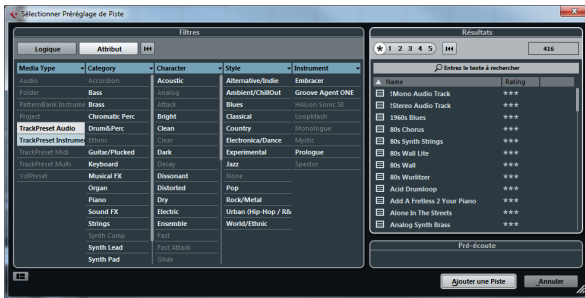 Sélectionner Préréglage de Piste
Filtres
Logique Attribut
Media Type Category Character Style Instrument
Audio Accordion Acoustic Alternative/Indie Embracer
Folder Bass Analog Ambient/ChillOut Groove Agent ONE
PatternBank Instrume Brass Attack Blues HALion Sonic SE
Project Chromatic Perc Bright Classical LoopMash
TrackPreset Audio Drum&Perc Clean Country Monologue
TrackPreset Instrumen Ethnic Clear Electronica/Dance Mystic
TrackPreset Midi Guitar/Plucked Dark Experimental Prologue
TrackPreset Multi Keyboard Decay Jazz Spector
VstPreset Musical FX Dissonant None
Organ Distorted Pop
Piano Dry Rock/Metal
Sound FX Electric Urban (Hip-Hop / R&
Strings Ensemble World/Ethnic
Synth Comp Fast
Synth Lead Fast Attack
Synth Pad Glide
Résultats
1 2 3 4 5 416
Entrez le texte à rechercher
Name Rating
!Mono Audio Track ***
!Stereo Audio Track ***
1960s Blues ***
80s Chorus ***
80s Synth Strings ***
80s Wall Lite ***
80s Wall ***
80s Wurlitzer ***
Acid Drumloop ***
Add A Fretless 2 Your Piano ***
Alone In The Streets ***
Analog Synth Brass ***
Pré-écoute
Ajouter une Piste Annuler